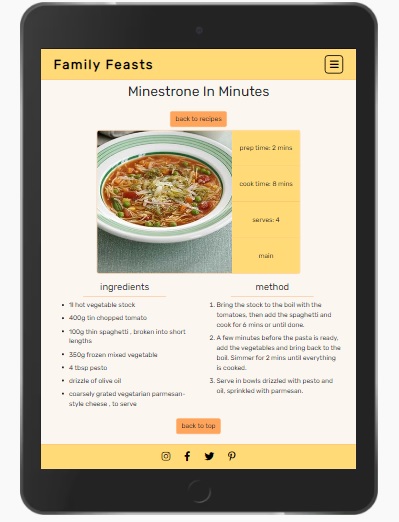 Family Feasts
Minestrone In Minutes
back to recipes
prep time: 2 mins
cook time: 8 mins
serves: 4
main
ingredients
1l hot vegetable stock
400g tin chopped tomato
100g thin spaghetti , broken into short
lengths
350g frozen mixed vegetable
4 tbsp pesto
drizzle of olive oil
coarsely grated vegetarian parmesan-
style cheese , to serve
method
1. Bring the stock to the boil with the
tomatoes, then add the spaghetti and
cook for 6 mins or until done.
2. A few minutes before the pasta is ready,
add the vegetables and bring back to the
boil. Simmer for 2 mins until everything
is cooked.
3. Serve in bowls drizzled with pesto and
oil, sprinkled with parmesan.
back to top